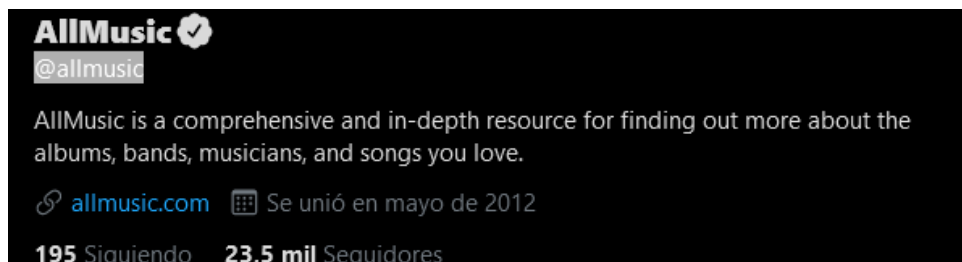 AllMusic
@allmusic
AllMusic is a comprehensive and in-depth resource for finding out more about the
albums, bands, musicians, and songs you love.
allmusic.com Se unió en mayo de 2012
195 Siguiendo 23,5 mil Seguidores